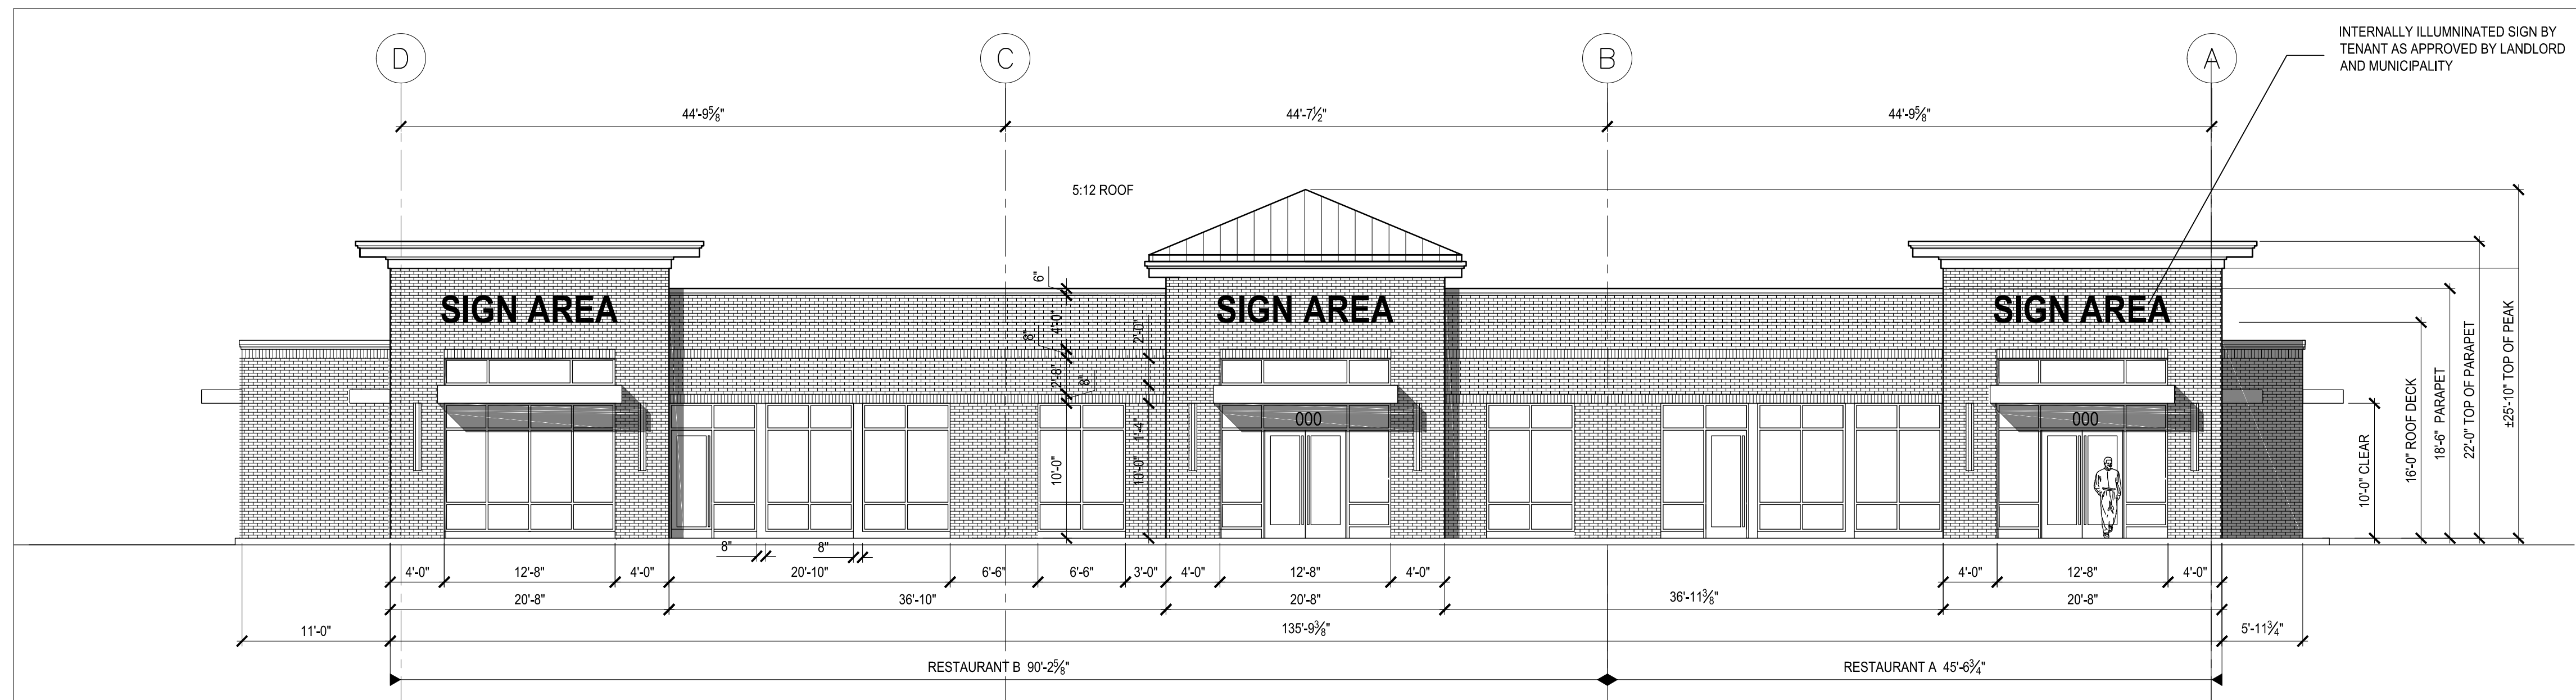 INTERNALLY ILLUMNINATED SIGN BY
TENANT AS APPROVED BY LANDLORD
AND MUNICIPALITY
D
C
B
A
44'-9⅝"
44'-7½"
44'-9⅝"
5:12 ROOF
SIGN AREA
SIGN AREA
SIGN AREA
6"
4'-0"
8"
2'-0"
2'-8"
8"
1'-4"
10'-0"
10'-0"
000
000
10'-0" CLEAR
16'-0" ROOF DECK
18'-6" PARAPET
22'-0" TOP OF PARAPET
±25'-10" TOP OF PEAK
8"
8"
4'-0"
12'-8"
4'-0"
20'-10"
6'-6"
6'-6"
3'-0"
4'-0"
12'-8"
4'-0"
4'-0"
12'-8"
4'-0"
20'-8"
36'-10"
20'-8"
36'-11⅜"
20'-8"
11'-0"
135'-9⅜"
5'-11¾"
RESTAURANT B 90'-2⅝"
RESTAURANT A 45'-6¾"